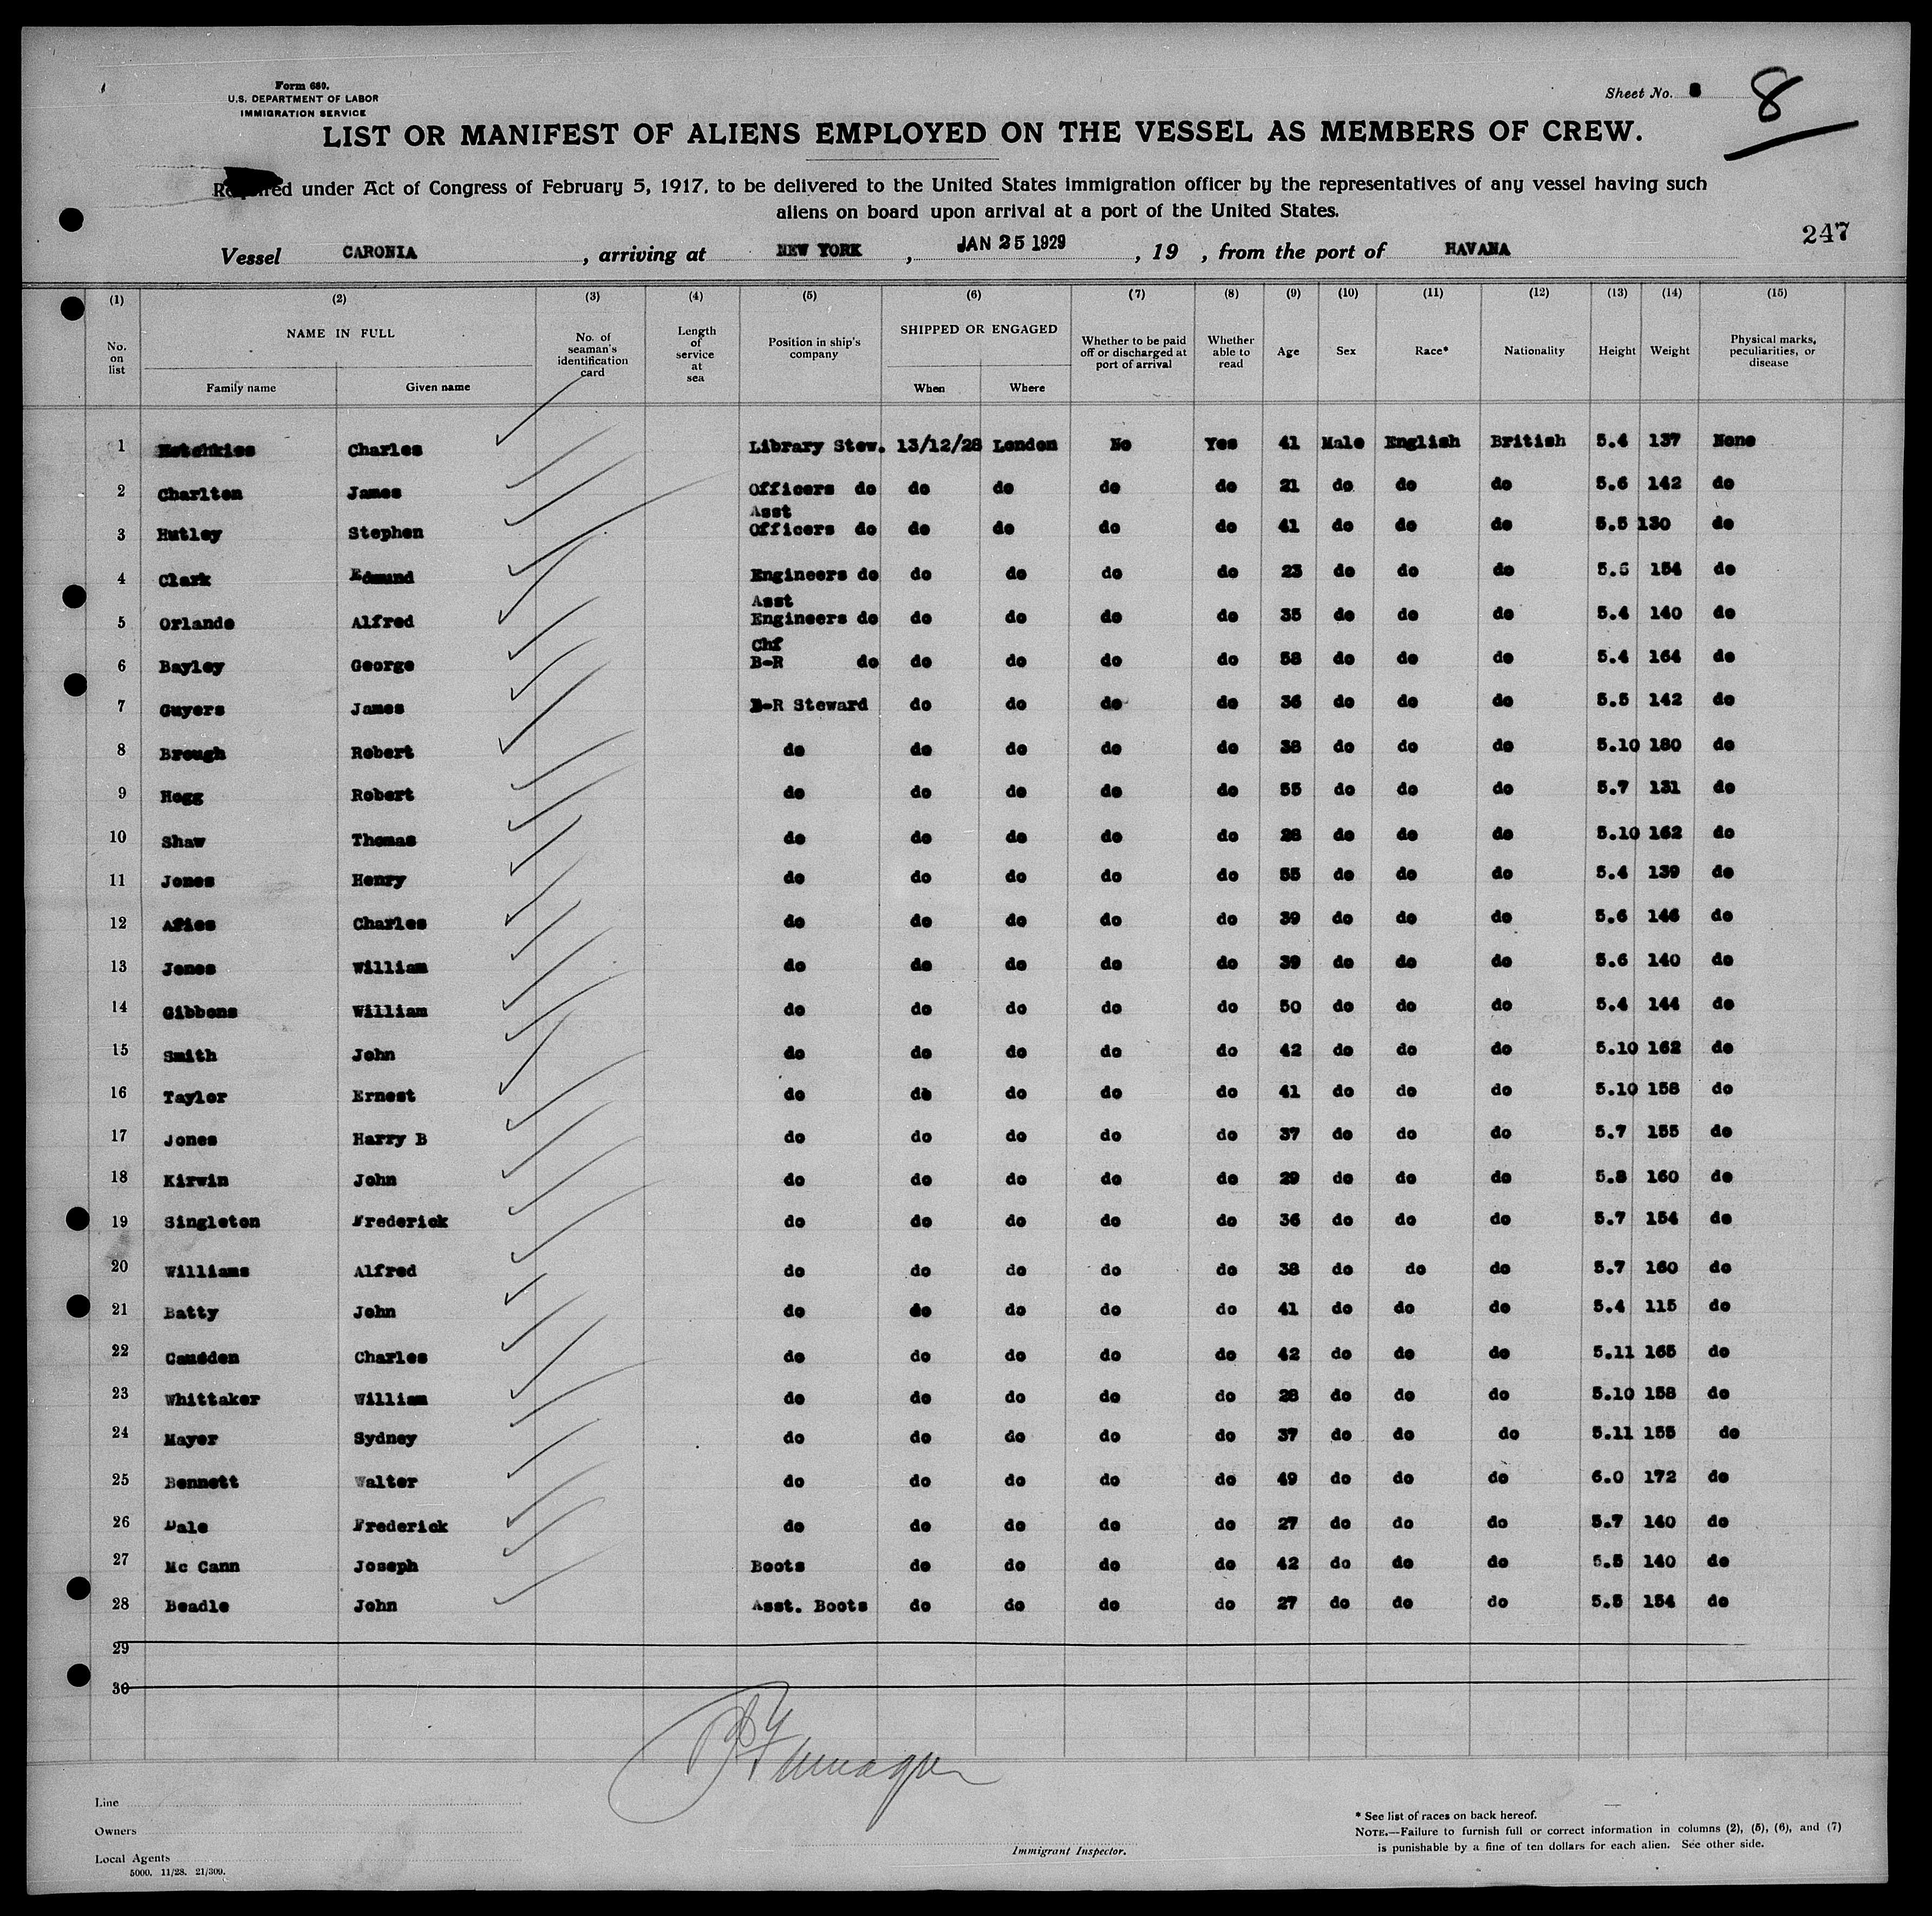 Form 680.
U.S. DEPARTMENT OF LABOR
IMMIGRATION SERVICE
Sheet No. 8 8
LIST OR MANIFEST OF ALIENS EMPLOYED ON THE VESSEL AS MEMBERS OF CREW.
Required under Act of Congress of February 5, 1917, to be delivered to the United States immigration officer by the representatives of any vessel having such
aliens on board upon arrival at a port of the United States.
247
Vessel CARONIA, arriving at NEW YORK, JAN 25 1929, 19 , from the port of HAVANA
(1) (2) (3) (4) (5) (6) (7) (8) (9) (10) (11) (12) (13) (14) (15)
No. on list NAME IN FULL Family name Given name No. of seaman's identification card Length of service at sea Position in ship's company SHIPPED OR ENGAGED When Where Whether to be paid off or discharged at port of arrival Whether able to read Age Sex Race* Nationality Height Weight Physical marks, peculiarities, or disease
1 Hotchkiss Charles Library Stew. 13/12/28 London No Yes 41 Male English British 5.4 137 None
2 Charlton James Officers do do do do do 21 do do do 5.6 142 do
3 Hutley Stephen Asst Officers do do do do do 41 do do do 5.5 130 do
4 Clark Edmund Engineers do do do do do 23 do do do 5.6 154 do
5 Orlando Alfred Asst Engineers do do do do do 35 do do do 5.4 140 do
6 Bayley George Chf B-R do do do do do 58 do do do 5.4 164 do
7 Guyers James B-R Steward do do do do 36 do do do 5.5 142 do
8 Brough Robert do do do do do 38 do do do 5.10 180 do
9 Hogg Robert do do do do do 55 do do do 5.7 131 do
10 Shaw Thomas do do do do do 28 do do do 5.10 162 do
11 Jones Henry do do do do do 55 do do do 5.4 139 do
12 Charles do do do do do 39 do do do 5.6 146 do
13 Jones William do do do do do 39 do do do 5.6 140 do
14 Gibbons William do do do do do 50 do do do 5.4 144 do
15 Smith John do do do do do 42 do do do 5.10 162 do
16 Taylor Ernest do do do do do 41 do do do 5.10 158 do
17 Jones Harry B do do do do do 37 do do do 5.7 155 do
18 Kirwin John do do do do do 29 do do do 5.8 160 do
19 Singleton Frederick do do do do do 36 do do do 5.7 154 do
20 Williams Alfred do do do do do 38 do do do 5.7 160 do
21 Batty John do do do do do 41 do do do 5.4 115 do
22 Charles do do do do do 42 do do do 5.11 165 do
23 Whittaker William do do do do do 28 do do do 5.10 158 do
24 Mayer Sydney do do do do do 37 do do do 5.11 155 do
25 Bennett Walter do do do do do 49 do do do 6.0 172 do
26 Dale Frederick do do do do do 27 do do do 5.7 140 do
27 Mc Cann Joseph Boots do do do do 42 do do do 5.5 140 do
28 Beadle John Asst. Boots do do do do 27 do do do 5.5 154 do
29
30
Line
Owners
Local Agents
5000. 11/28. 21/309.
Immigrant Inspector.
* See list of races on back hereof.
NOTE.—Failure to furnish full or correct information in columns (2), (5), (6), and (7)
is punishable by a fine of ten dollars for each alien. See other side.